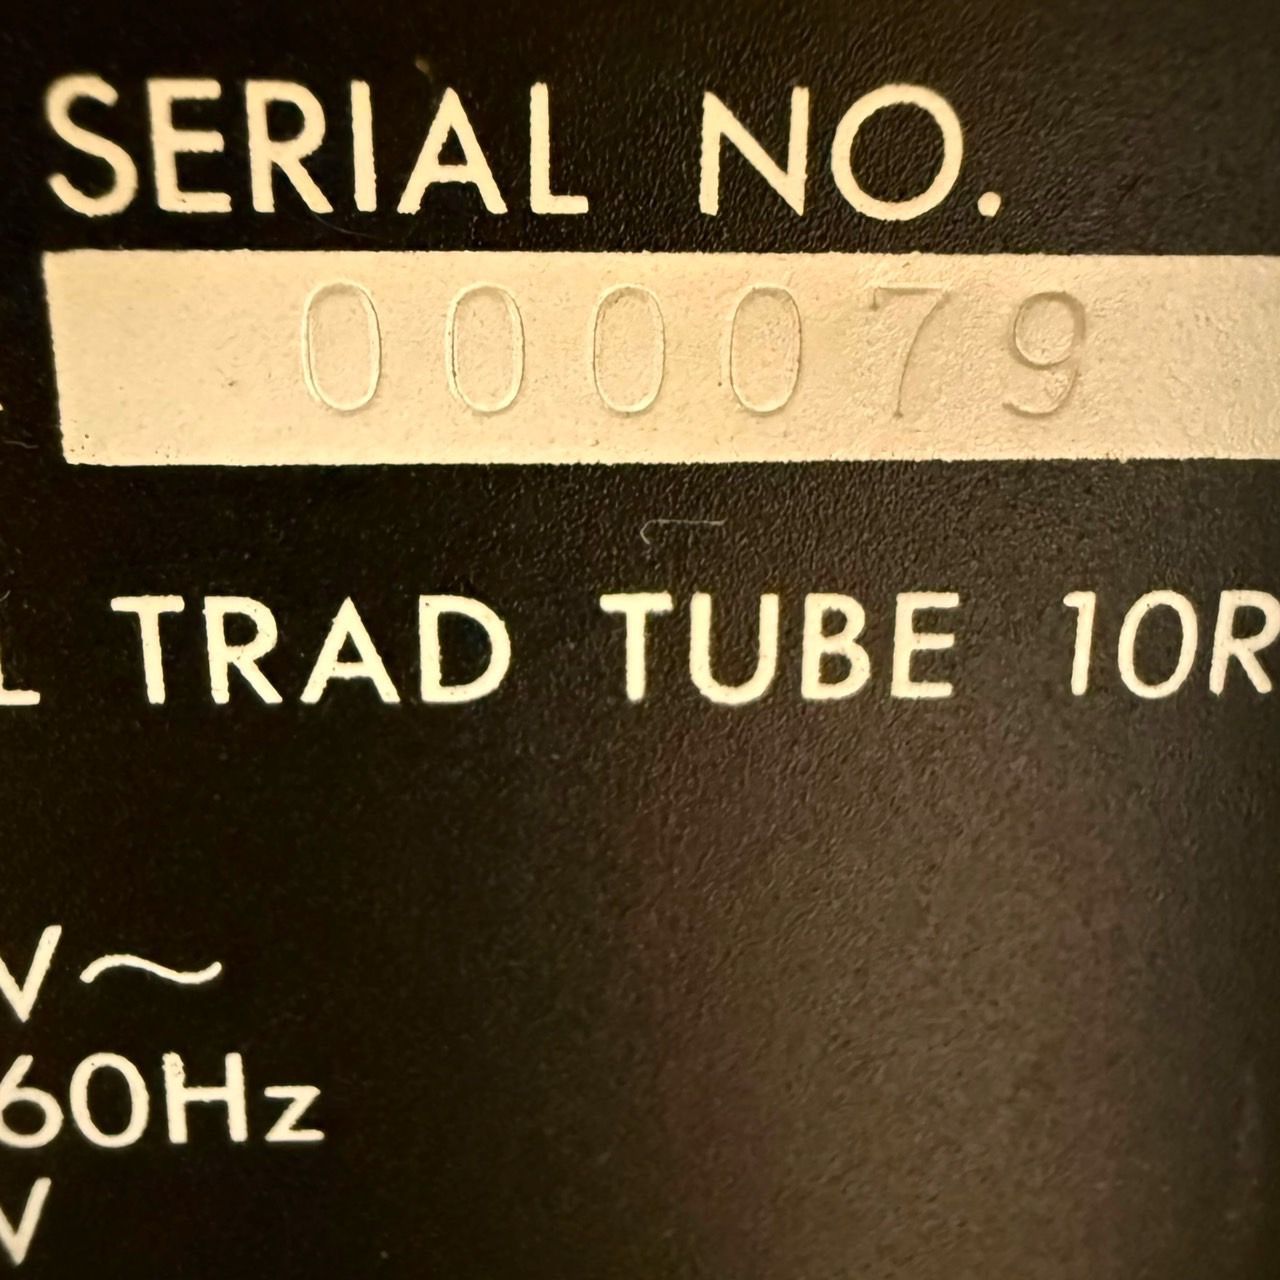 SERIAL NO.
000079
L TRAD TUBE 10R
V~
60Hz
V